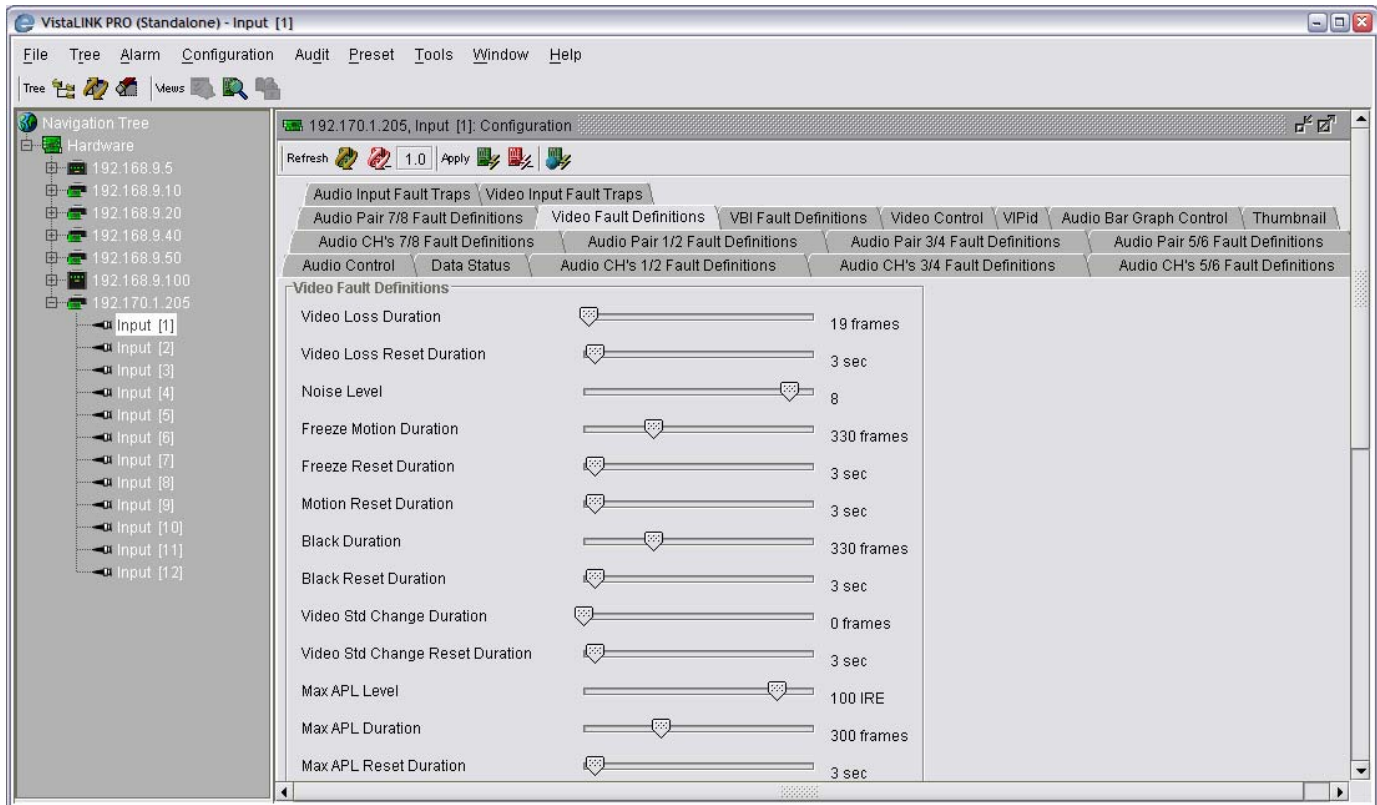 VistaLINK PRO (Standalone) - Input [1]
File Tree Alarm Configuration Audit Preset Tools Window Help
Tree Views
Navigation Tree
Hardware
192.168.9.5
192.168.9.10
192.168.9.20
192.168.9.40
192.168.9.50
192.168.9.100
192.170.1.205
Input [1]
Input [2]
Input [3]
Input [4]
Input [5]
Input [6]
Input [7]
Input [8]
Input [9]
Input [10]
Input [11]
Input [12]
192.170.1.205, Input [1]: Configuration
Refresh 1.0 Apply
Audio Input Fault Traps Video Input Fault Traps
Audio Pair 7/8 Fault Definitions Video Fault Definitions VBI Fault Definitions Video Control VIPid Audio Bar Graph Control Thumbnail
Audio CH's 7/8 Fault Definitions Audio Pair 1/2 Fault Definitions Audio Pair 3/4 Fault Definitions Audio Pair 5/6 Fault Definitions
Audio Control Data Status Audio CH's 1/2 Fault Definitions Audio CH's 3/4 Fault Definitions Audio CH's 5/6 Fault Definitions
Video Fault Definitions
Video Loss Duration 19 frames
Video Loss Reset Duration 3 sec
Noise Level 8
Freeze Motion Duration 330 frames
Freeze Reset Duration 3 sec
Motion Reset Duration 3 sec
Black Duration 330 frames
Black Reset Duration 3 sec
Video Std Change Duration 0 frames
Video Std Change Reset Duration 3 sec
Max APL Level 100 IRE
Max APL Duration 300 frames
Max APL Reset Duration 3 sec